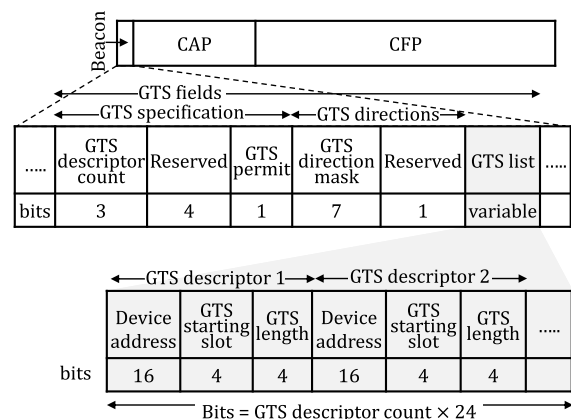 Beacon
CAP
CFP
GTS fields
GTS specification
GTS directions
.....
GTS
descriptor
count
Reserved
GTS
permit
GTS
direction
mask
Reserved
GTS list
.....
bits
3
4
1
7
1
variable
GTS descriptor 1
GTS descriptor 2
Device
address
GTS
starting
slot
GTS
length
Device
address
GTS
starting
slot
GTS
length
.....
bits
16
4
4
16
4
4
Bits = GTS descriptor count × 24